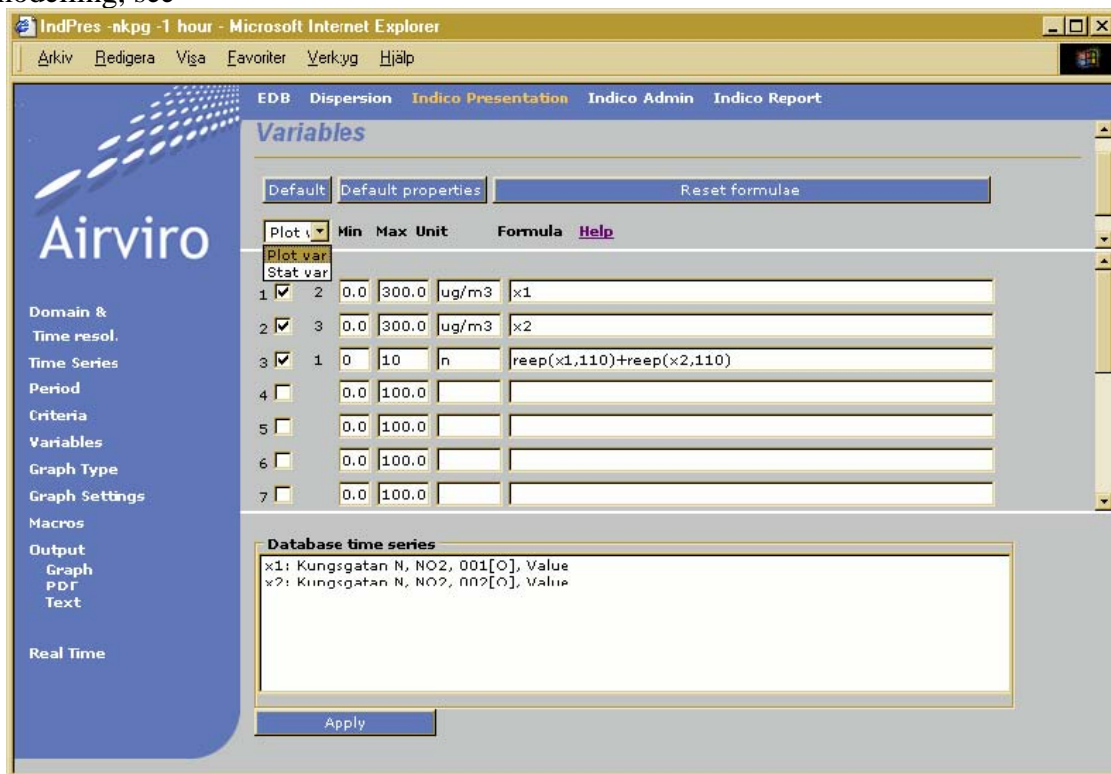 modelling, see
IndPres -nkpg -1 hour - Microsoft Internet Explorer
Arkiv Redigera Visa Favoriter Verktyg Hjälp
EDB Dispersion Indico Presentation Indico Admin Indico Report
Variables
Default Default properties Reset formulae
Plot v Min Max Unit Formula Help
Plot var
Stat var
1 2 0.0 300.0 ug/m3 x1
2 3 0.0 300.0 ug/m3 x2
3 1 0 10 n reep(x1,110)+reep(x2,110)
4 0.0 100.0
5 0.0 100.0
6 0.0 100.0
7 0.0 100.0
Airviro
Domain &
Time resol.
Time Series
Period
Criteria
Variables
Graph Type
Graph Settings
Macros
Output
Graph
PDF
Text
Real Time
Database time series
x1: Kungsgatan N, NO2, 001[O], Value
x2: Kungsgatan N, NO2, 002[O], Value
Apply